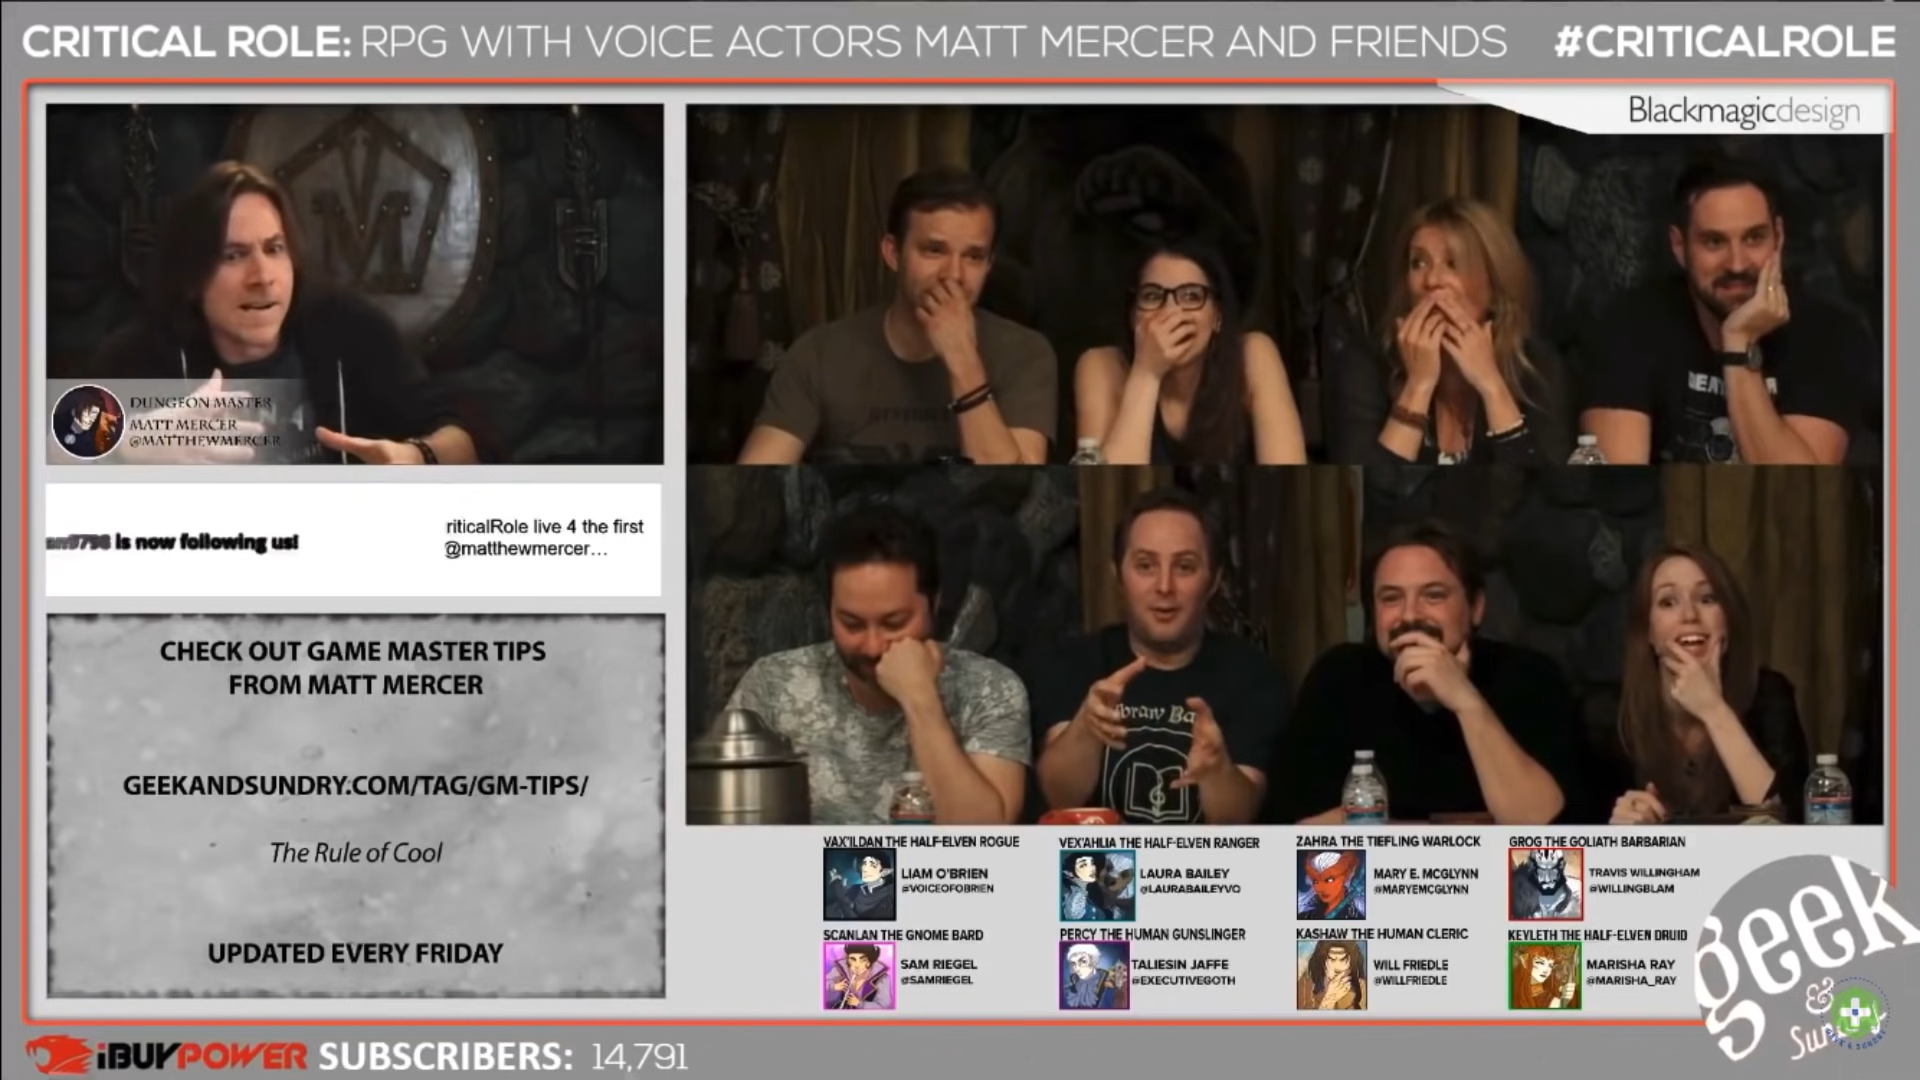 CRITICAL ROLE: RPG WITH VOICE ACTORS MATT MERCER AND FRIENDS #CRITICALROLE
Blackmagicdesign
M
DUNGEON MASTER
MATT MERCER
@MATTHEWMERCER
is now following us!
riticalRole live 4 the first
@matthewmercer…
CHECK OUT GAME MASTER TIPS
FROM MATT MERCER
GEEKANDSUNDRY.COM/TAG/GM-TIPS/
The Rule of Cool
UPDATED EVERY FRIDAY
VAX'ILDAN THE HALF-ELVEN ROGUE
LIAM O'BRIEN
@VOICEOFOBRIEN
VEX'AHLIA THE HALF-ELVEN RANGER
LAURA BAILEY
@LAURABAILEYVO
ZAHRA THE TIEFLING WARLOCK
MARY E. MCGLYNN
@MARYEMCGLYNN
GROG THE GOLIATH BARBARIAN
TRAVIS WILLINGHAM
@WILLINGBLAM
SCANLAN THE GNOME BARD
SAM RIEGEL
@SAMRIEGEL
PERCY THE HUMAN GUNSLINGER
TALIESIN JAFFE
@EXECUTIVEGOTH
KASHAW THE HUMAN CLERIC
WILL FRIEDLE
@WILLFRIEDLE
KEYLETH THE HALF-ELVEN DRUID
MARISHA RAY
@MARISHA_RAY
geek
&
iBUYPOWER SUBSCRIBERS: 14,791